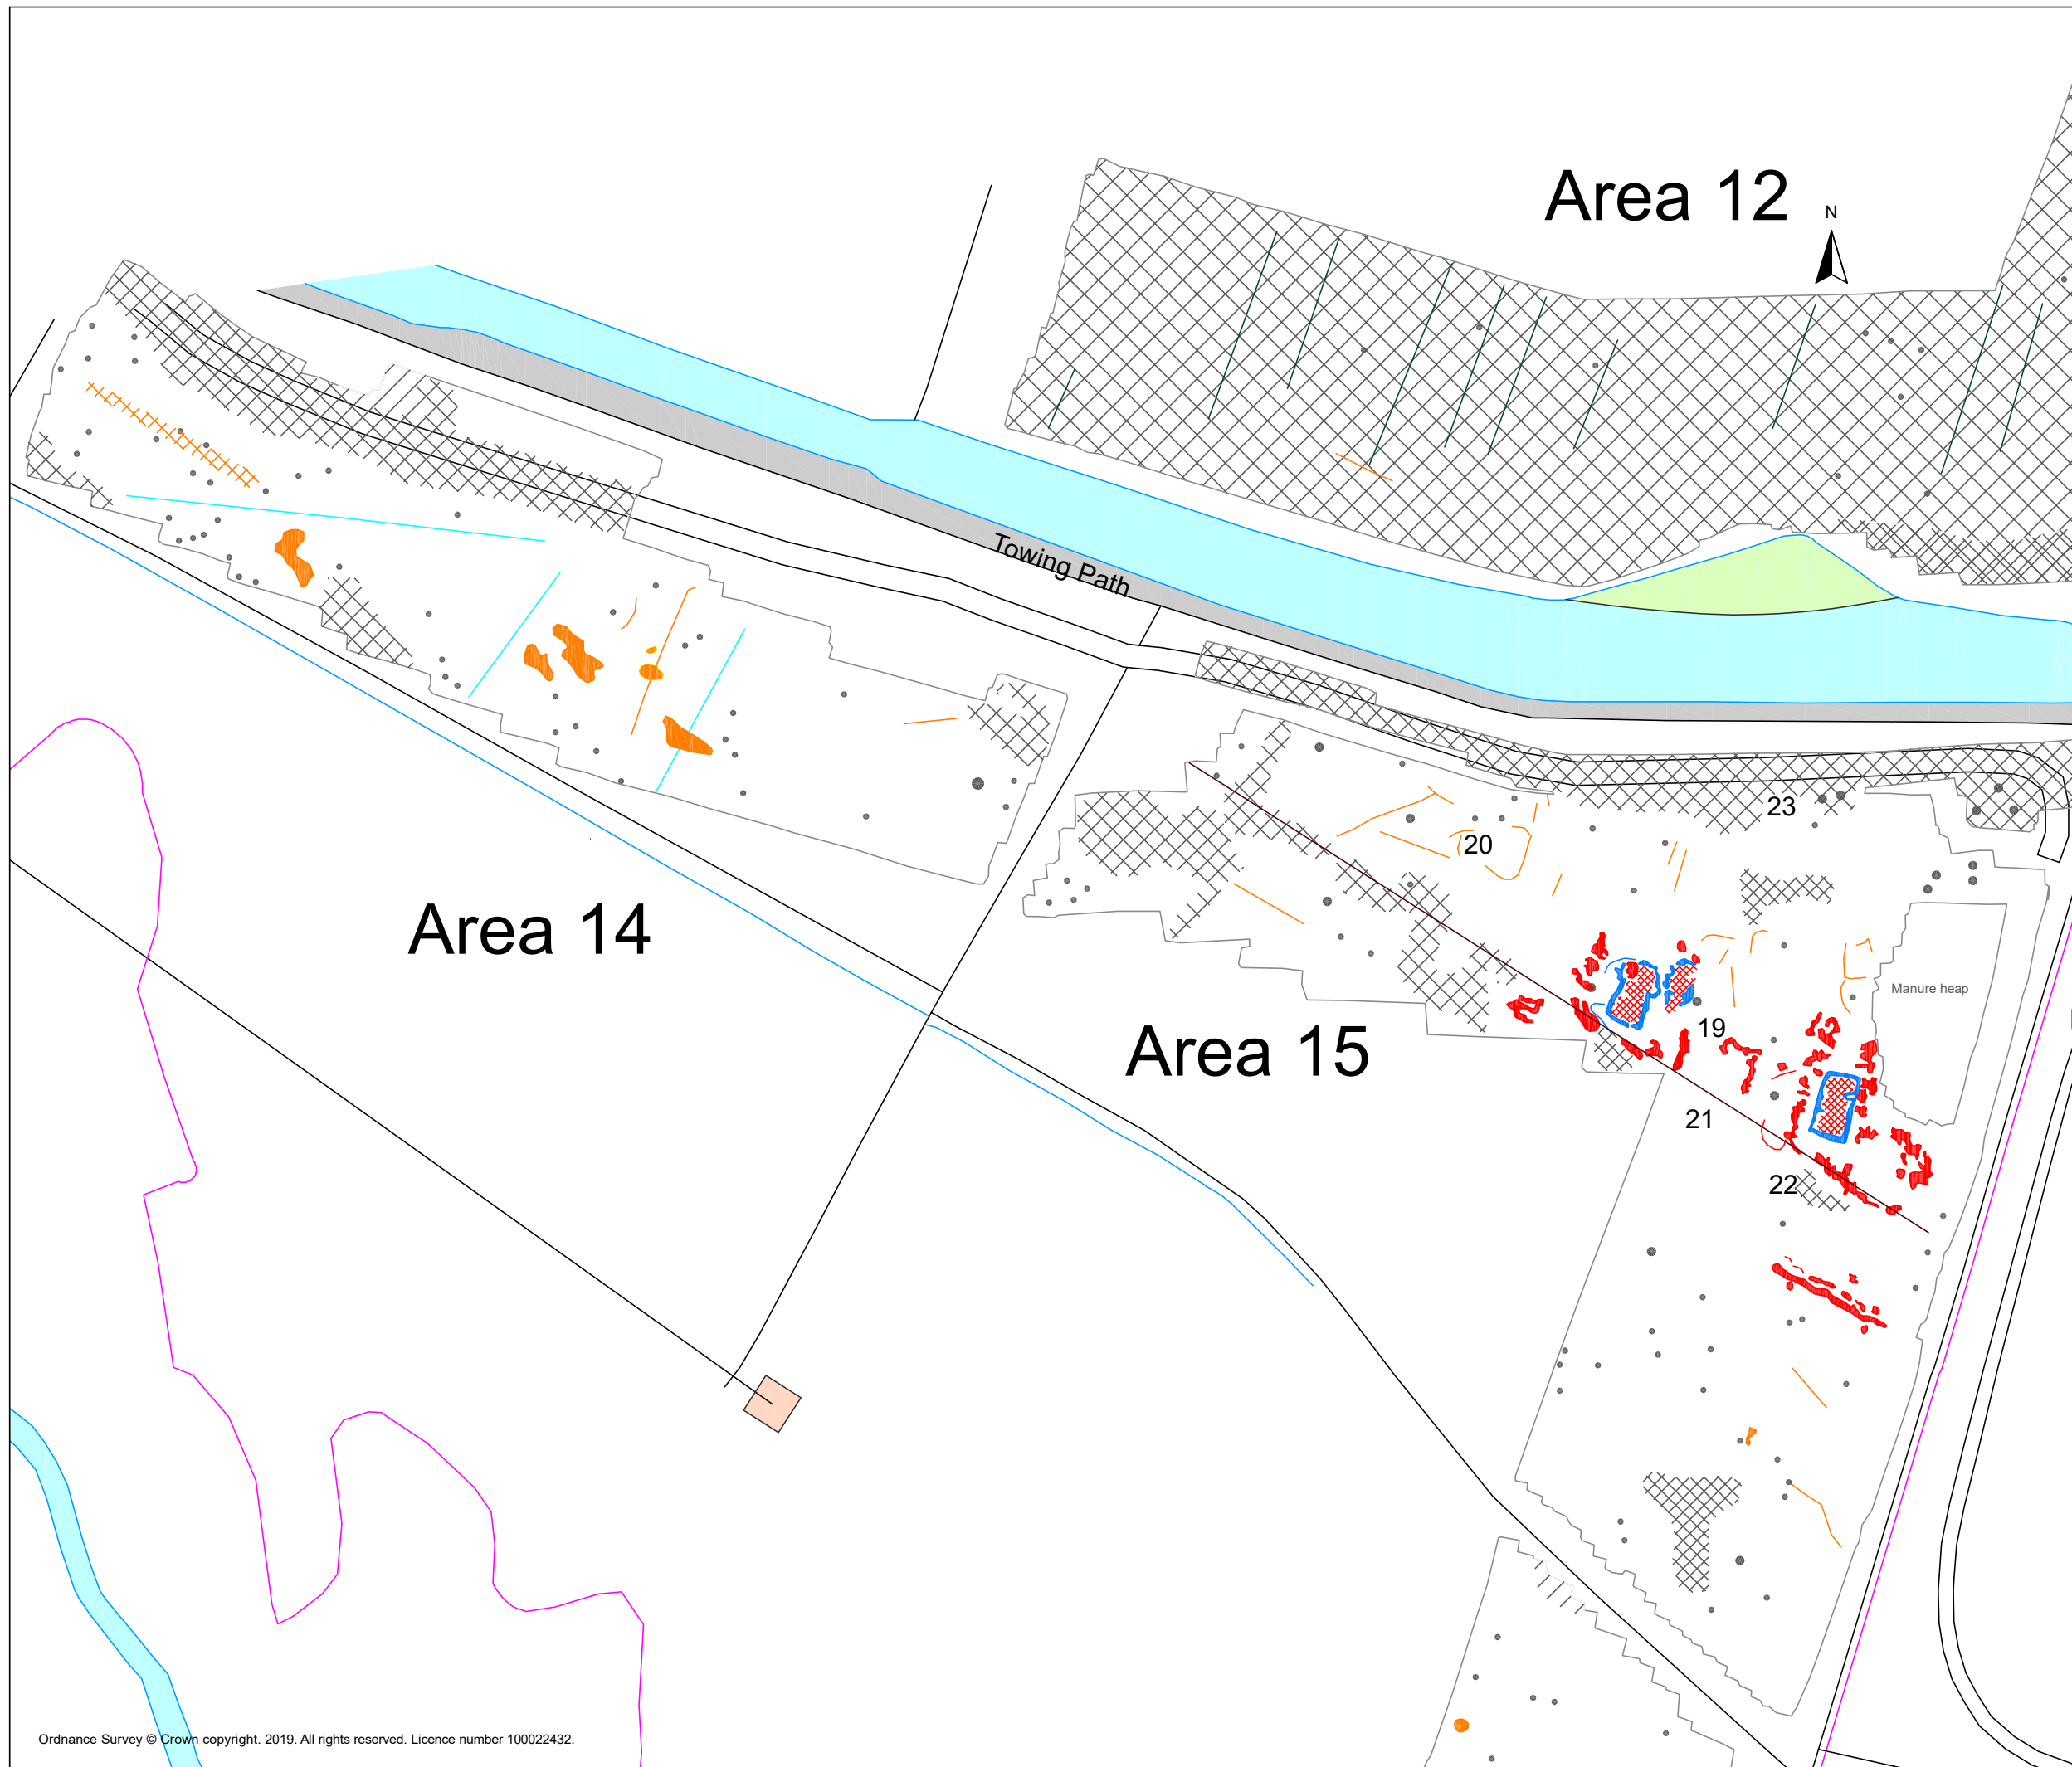 Area 12
N
Towing Path
23
20
Area 14
Manure heap
19
Area 15
21
22
Ordnance Survey © Crown copyright. 2019. All rights reserved. Licence number 100022432.